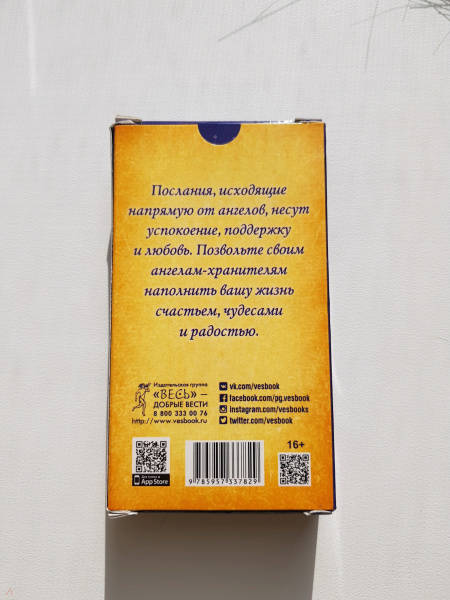 Послания, исходящие
напрямую от ангелов, несут
успокоение, поддержку
и любовь. Позвольте своим
ангелам-хранителям
наполнить вашу жизнь
счастьем, чудесами
и радостью.
Издательская группа
«ВЕСЬ» –
ДОБРЫЕ ВЕСТИ
8 800 333 00 76
http://www.vesbook.ru
vk.com/vesbook
facebook.com/pg.vesbook
instagram.com/vesbooks
twitter.com/vesbook
16+
App Store
9 785957 337829